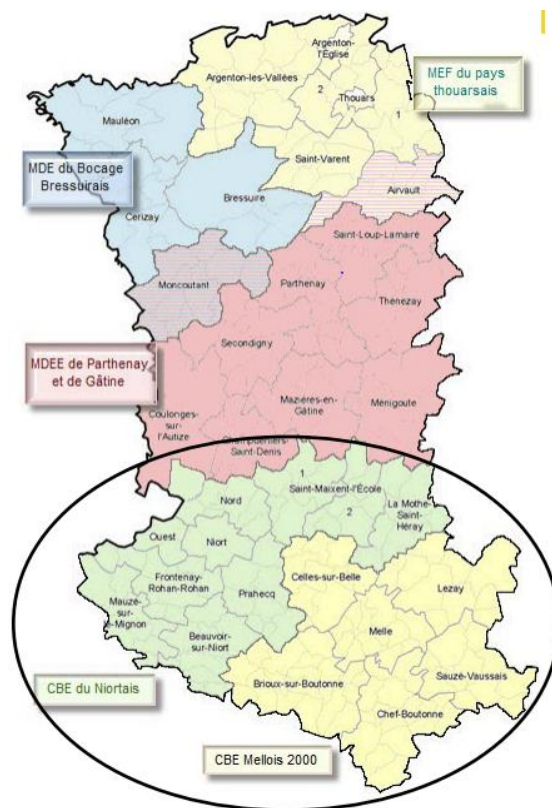 Argenton
l'Église
Argenton-les-Vallées
MEF du pays
thouarsais
2
Thouars
1
Mauléon
Saint-Varent
MDE du Bocage
Bressuirais
Airvault
Bressuire
Cerizay
Saint-Loup-Lamaire
Moncoutant
Parthenay
Thénezay
Secondigny
MDEE de Parthenay
et de Gâtine
Mazières-en-
Gâtine
Ménigoute
Coulonges-
sur-
l'Autize
Champdeniers-
Saint-Denis
1
Saint-Maixent-l'École
Nord
2
La Mothe-
Saint-
Héray
Ouest
Niort
Celles-sur-Belle
Lezay
Frontenay-
Rohan-Rohan
Prahecq
Mauzé-
sur-
le-Mignon
Melle
Beauvoir-
sur-Niort
Sauzé-Vaussais
Brioux-sur-Boutonne
CBE du Niortais
Chef-Boutonne
CBE Mellois 2000